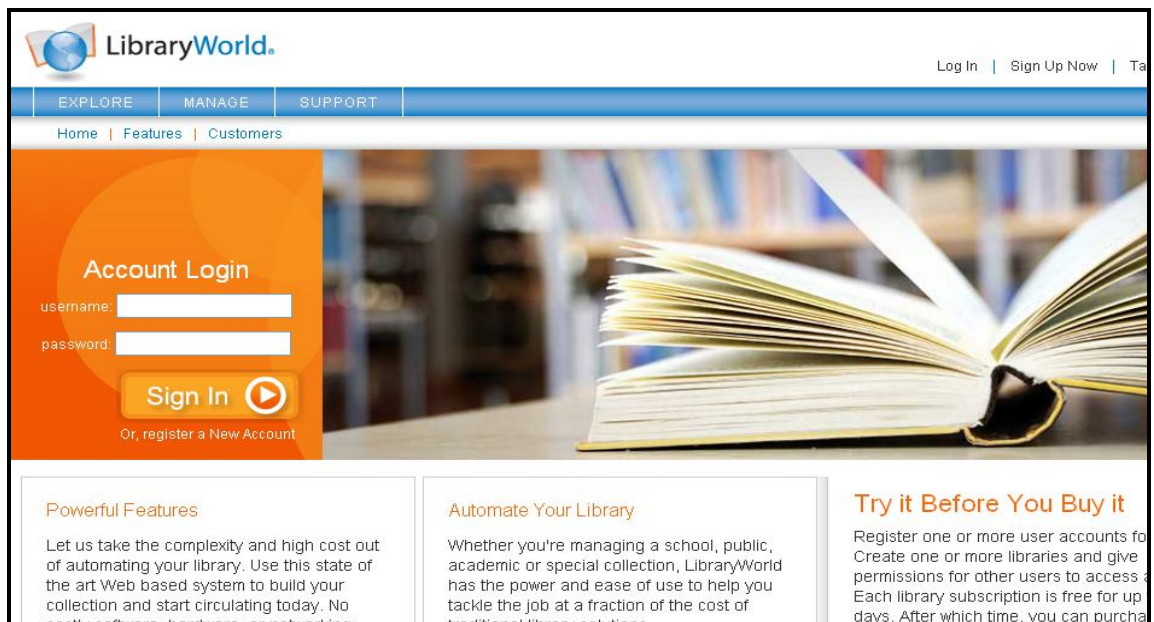 LibraryWorld®
Log In | Sign Up Now |
EXPLORE MANAGE SUPPORT
Home | Features | Customers
Account Login
username:
password:
Sign In
Or, register a New Account
Powerful Features
Let us take the complexity and high cost out
of automating your library. Use this state of
the art Web based system to build your
collection and start circulating today. No
Automate Your Library
Whether you're managing a school, public,
academic or special collection, LibraryWorld
has the power and ease of use to help you
tackle the job at a fraction of the cost of
Try it Before You Buy it
Register one or more user accounts
Create one or more libraries and give
permissions for other users to access
Each library subscription is free for up
days. After which time, you can